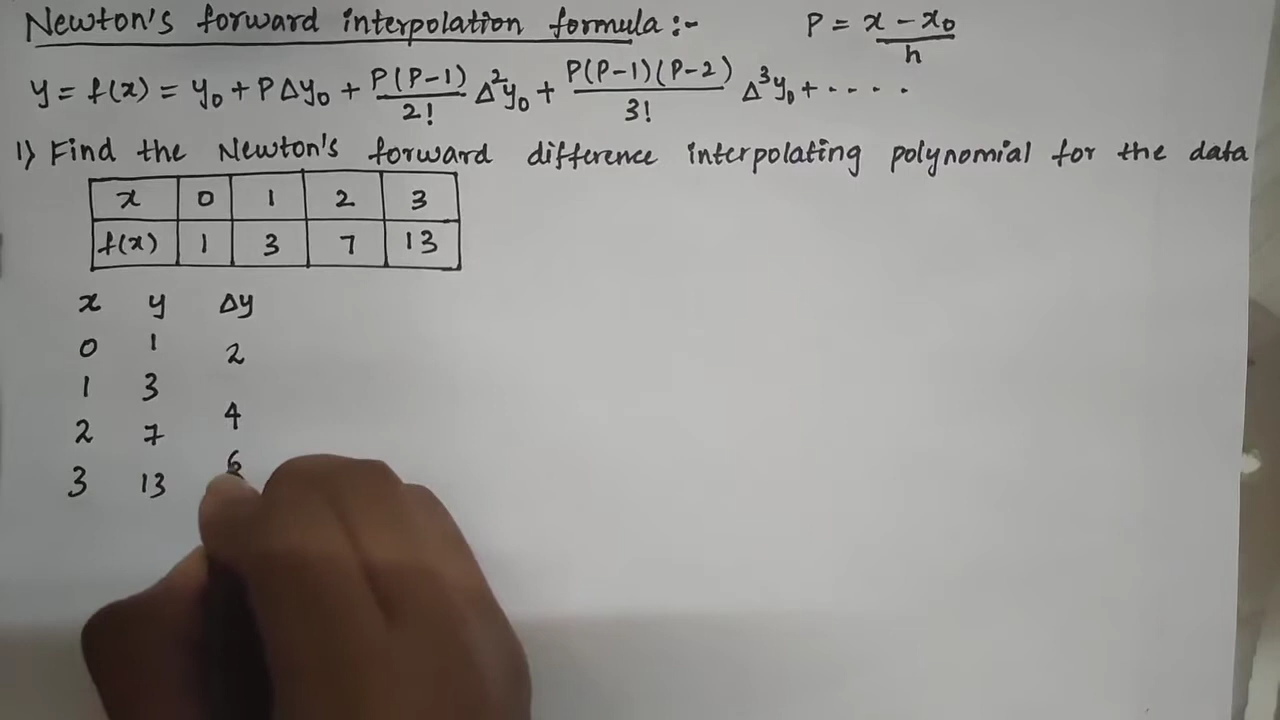 Newton's forward interpolation formula :-
P = x - x₀ / h
y = f(x) = y₀ + PΔy₀ + P(P-1)/2! Δ²y₀ + P(P-1)(P-2)/3! Δ³y₀ + ....
1) Find the Newton's forward difference interpolating polynomial for the data
x 0 1 2 3
f(x) 1 3 7 13
x y Δy
0 1 2
1 3
4
2 7
6
3 13